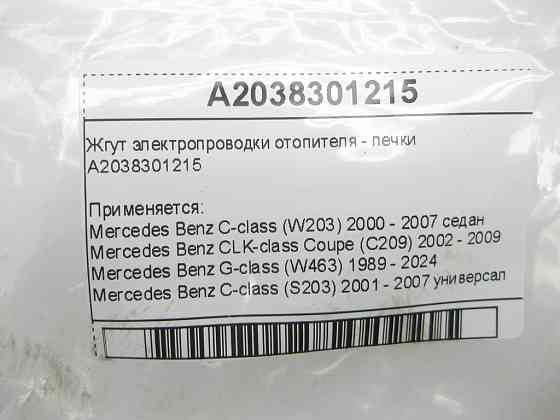 A2038301215
Жгут электропроводки отопителя - печки
A2038301215
Применяется:
Mercedes Benz C-class (W203) 2000 - 2007 седан
Mercedes Benz CLK-class Coupe (C209) 2002 - 2009
Mercedes Benz G-class (W463) 1989 - 2024
Mercedes Benz C-class (S203) 2001 - 2007 универсал